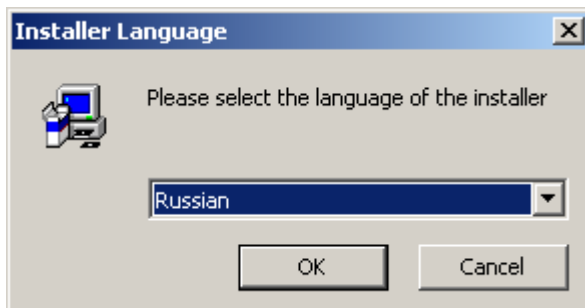 Installer Language
Please select the language of the installer
Russian
OK
Cancel